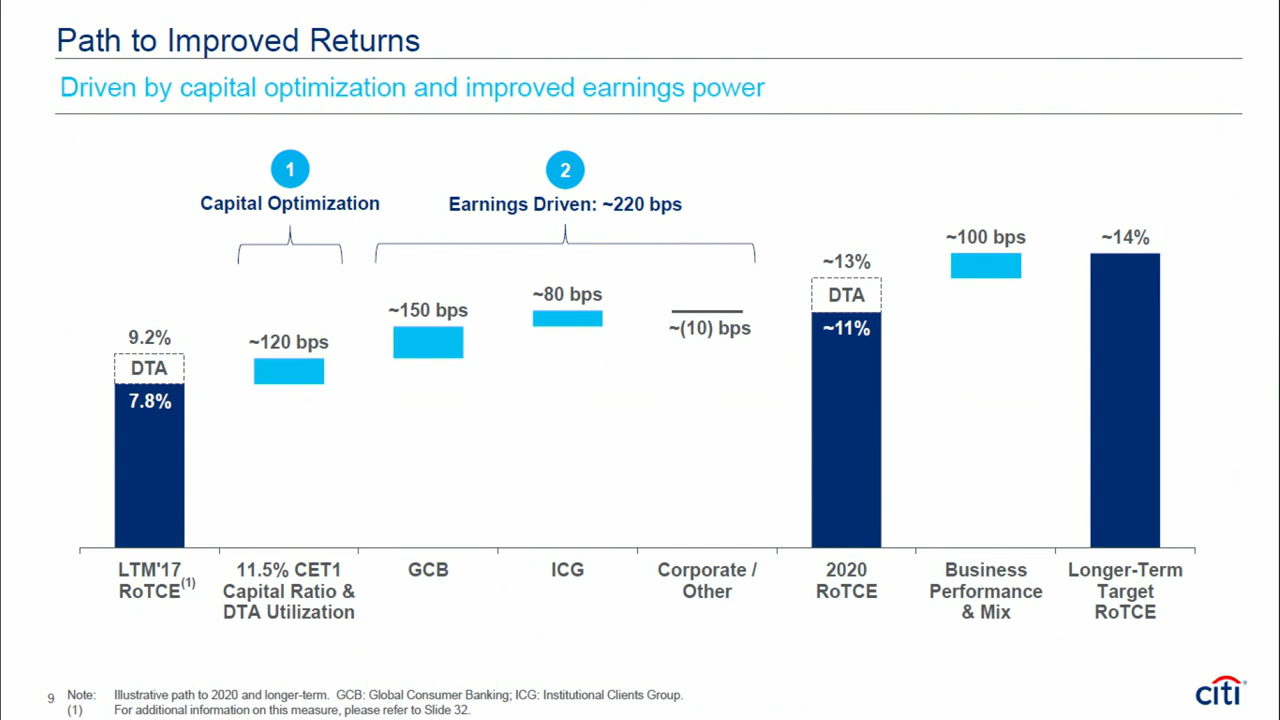 Path to Improved Returns
Driven by capital optimization and improved earnings power
1
Capital Optimization
2
Earnings Driven: ~220 bps
9.2%
DTA
7.8%
~120 bps
~150 bps
~80 bps
~(10) bps
~13%
DTA
~11%
~100 bps
~14%
LTM'17
RoTCE(1)
11.5% CET1
Capital Ratio &
DTA Utilization
GCB
ICG
Corporate /
Other
2020
RoTCE
Business
Performance
& Mix
Longer-Term
Target
RoTCE
9
Note: Illustrative path to 2020 and longer-term. GCB: Global Consumer Banking; ICG: Institutional Clients Group.
(1) For additional information on this measure, please refer to Slide 32.
citi